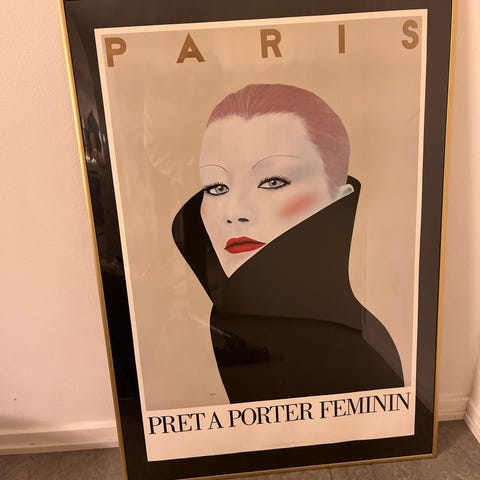 PARIS
PRET A PORTER FEMININ